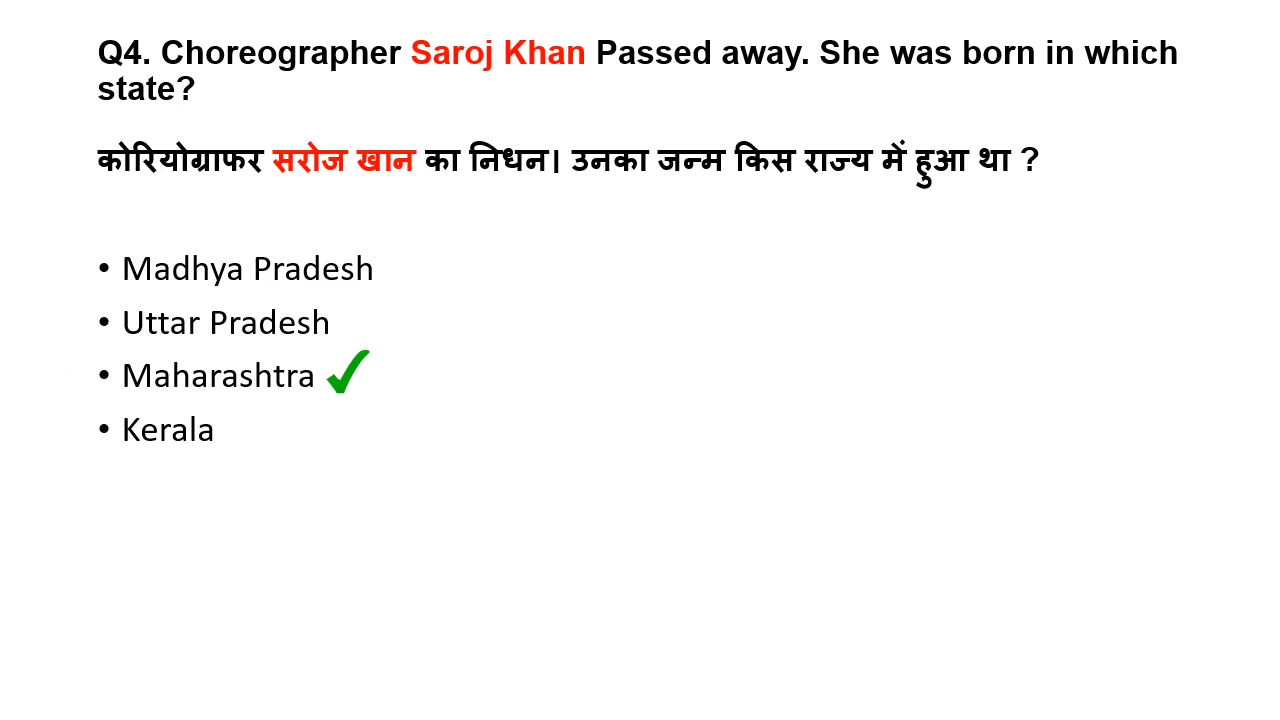 Q4. Choreographer Saroj Khan Passed away. She was born in which
state?
कोरियोग्राफर सरोज खान का निधन। उनका जन्म किस राज्य में हुआ था ?
• Madhya Pradesh
• Uttar Pradesh
• Maharashtra
• Kerala